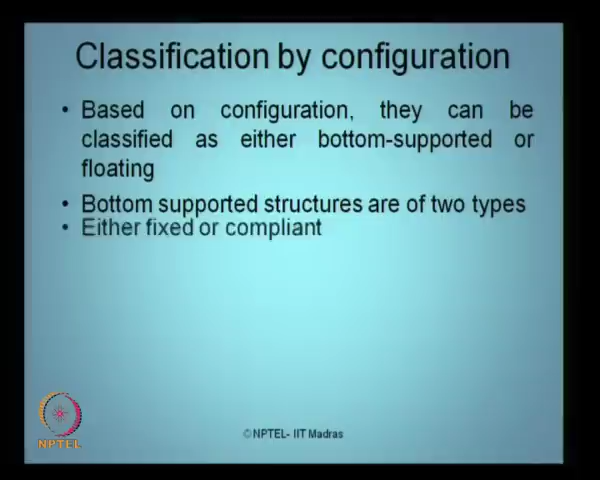 Classification by configuration
• Based on configuration, they can be
classified as either bottom-supported or
floating
• Bottom supported structures are of two types
• Either fixed or compliant
NPTEL
©NPTEL- IIT Madras